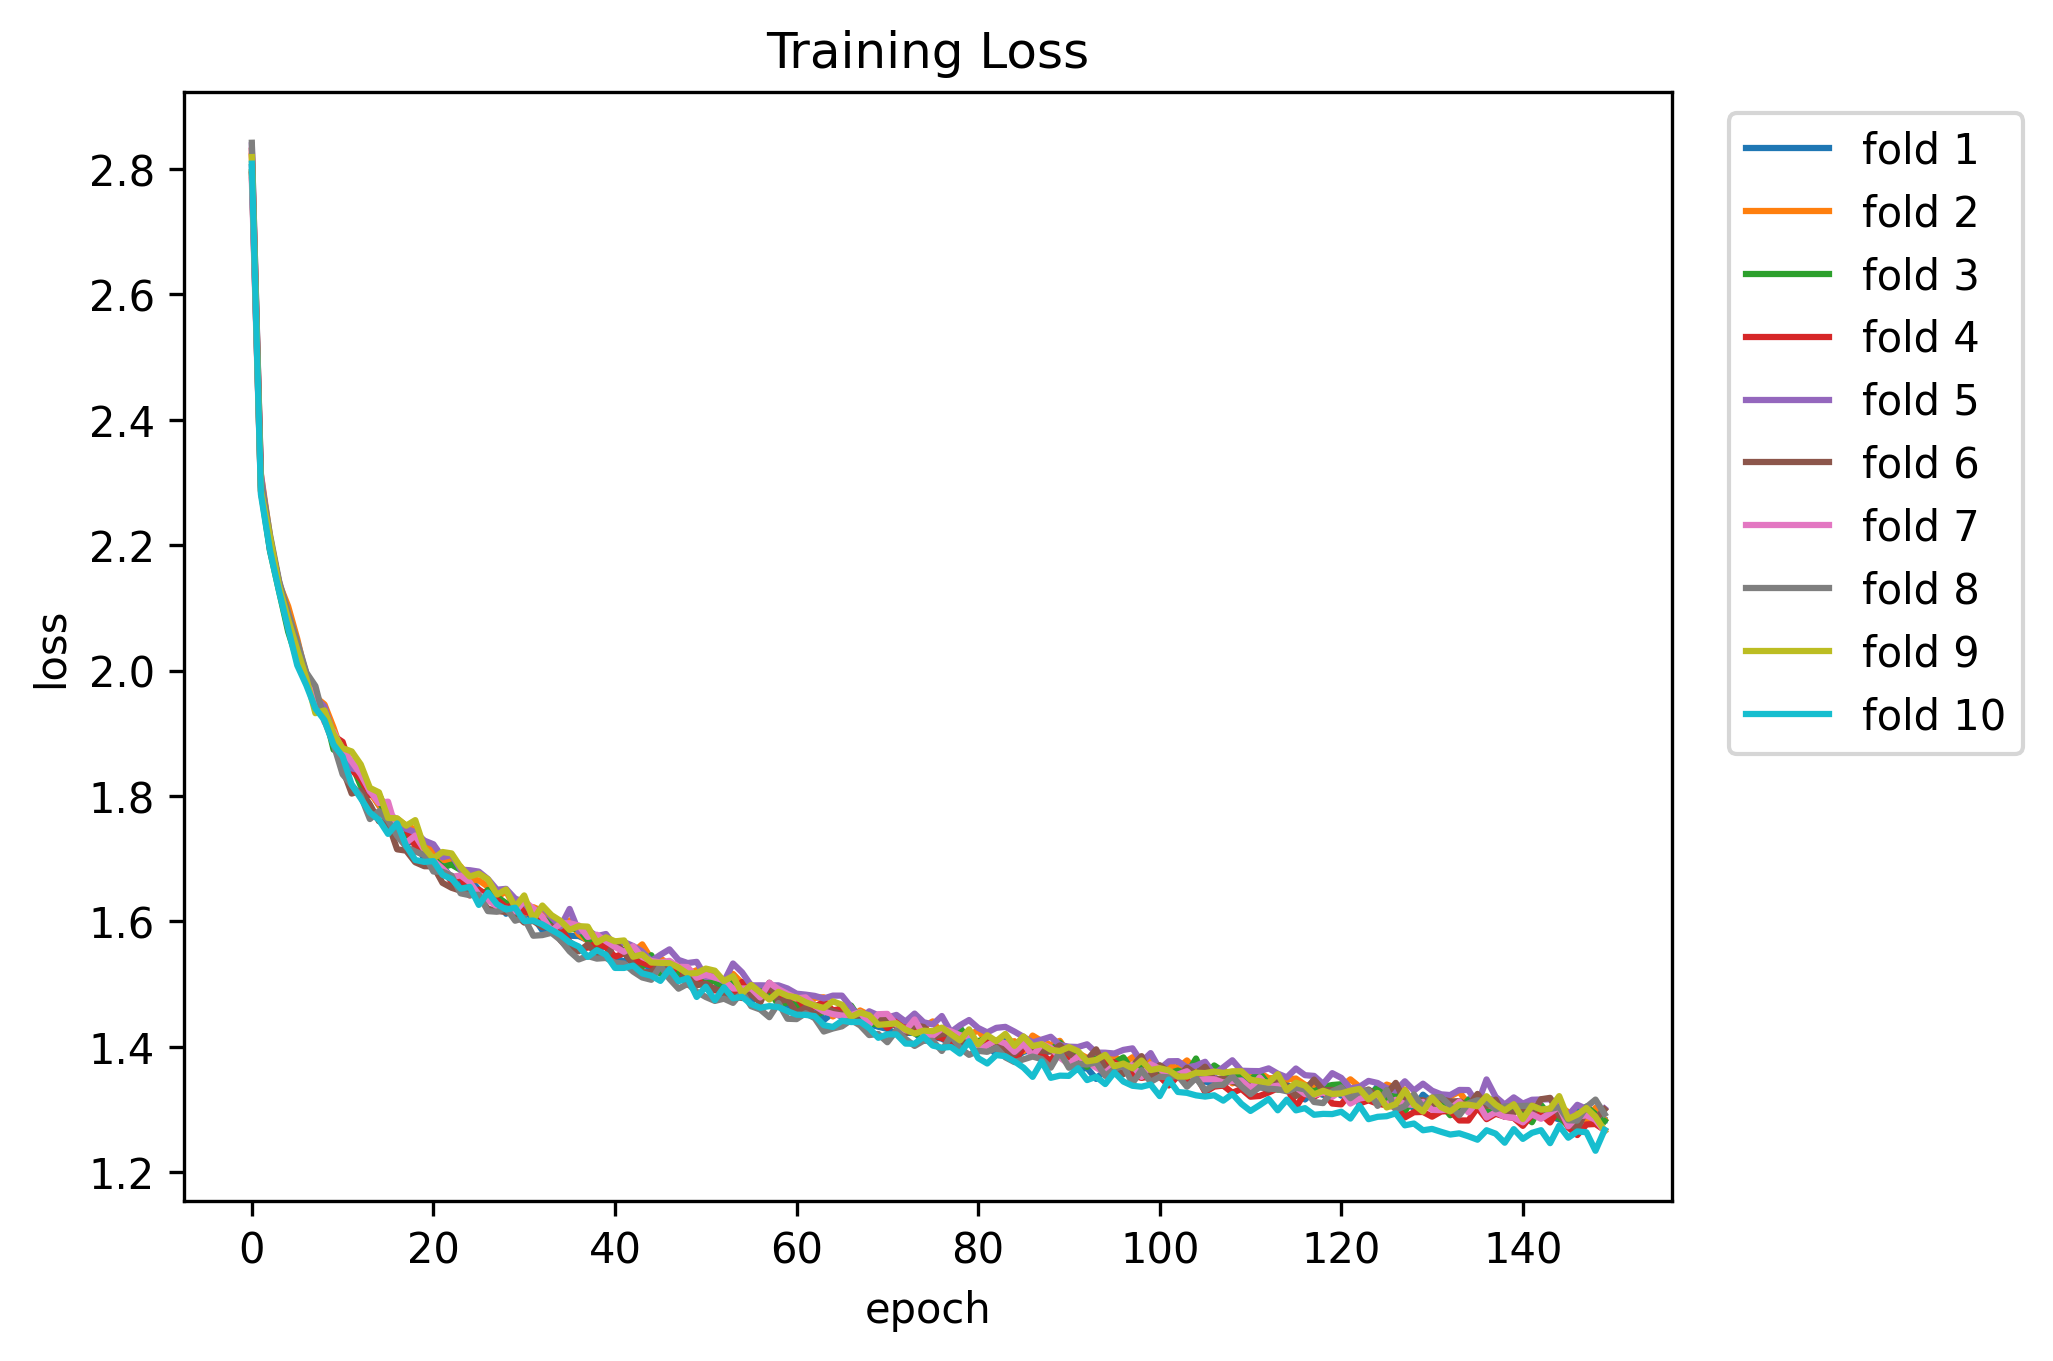 Training Loss
loss
2.8
2.6
2.4
2.2
2.0
1.8
1.6
1.4
1.2
0 20 40 60 80 100 120 140
epoch
fold 1
fold 2
fold 3
fold 4
fold 5
fold 6
fold 7
fold 8
fold 9
fold 10